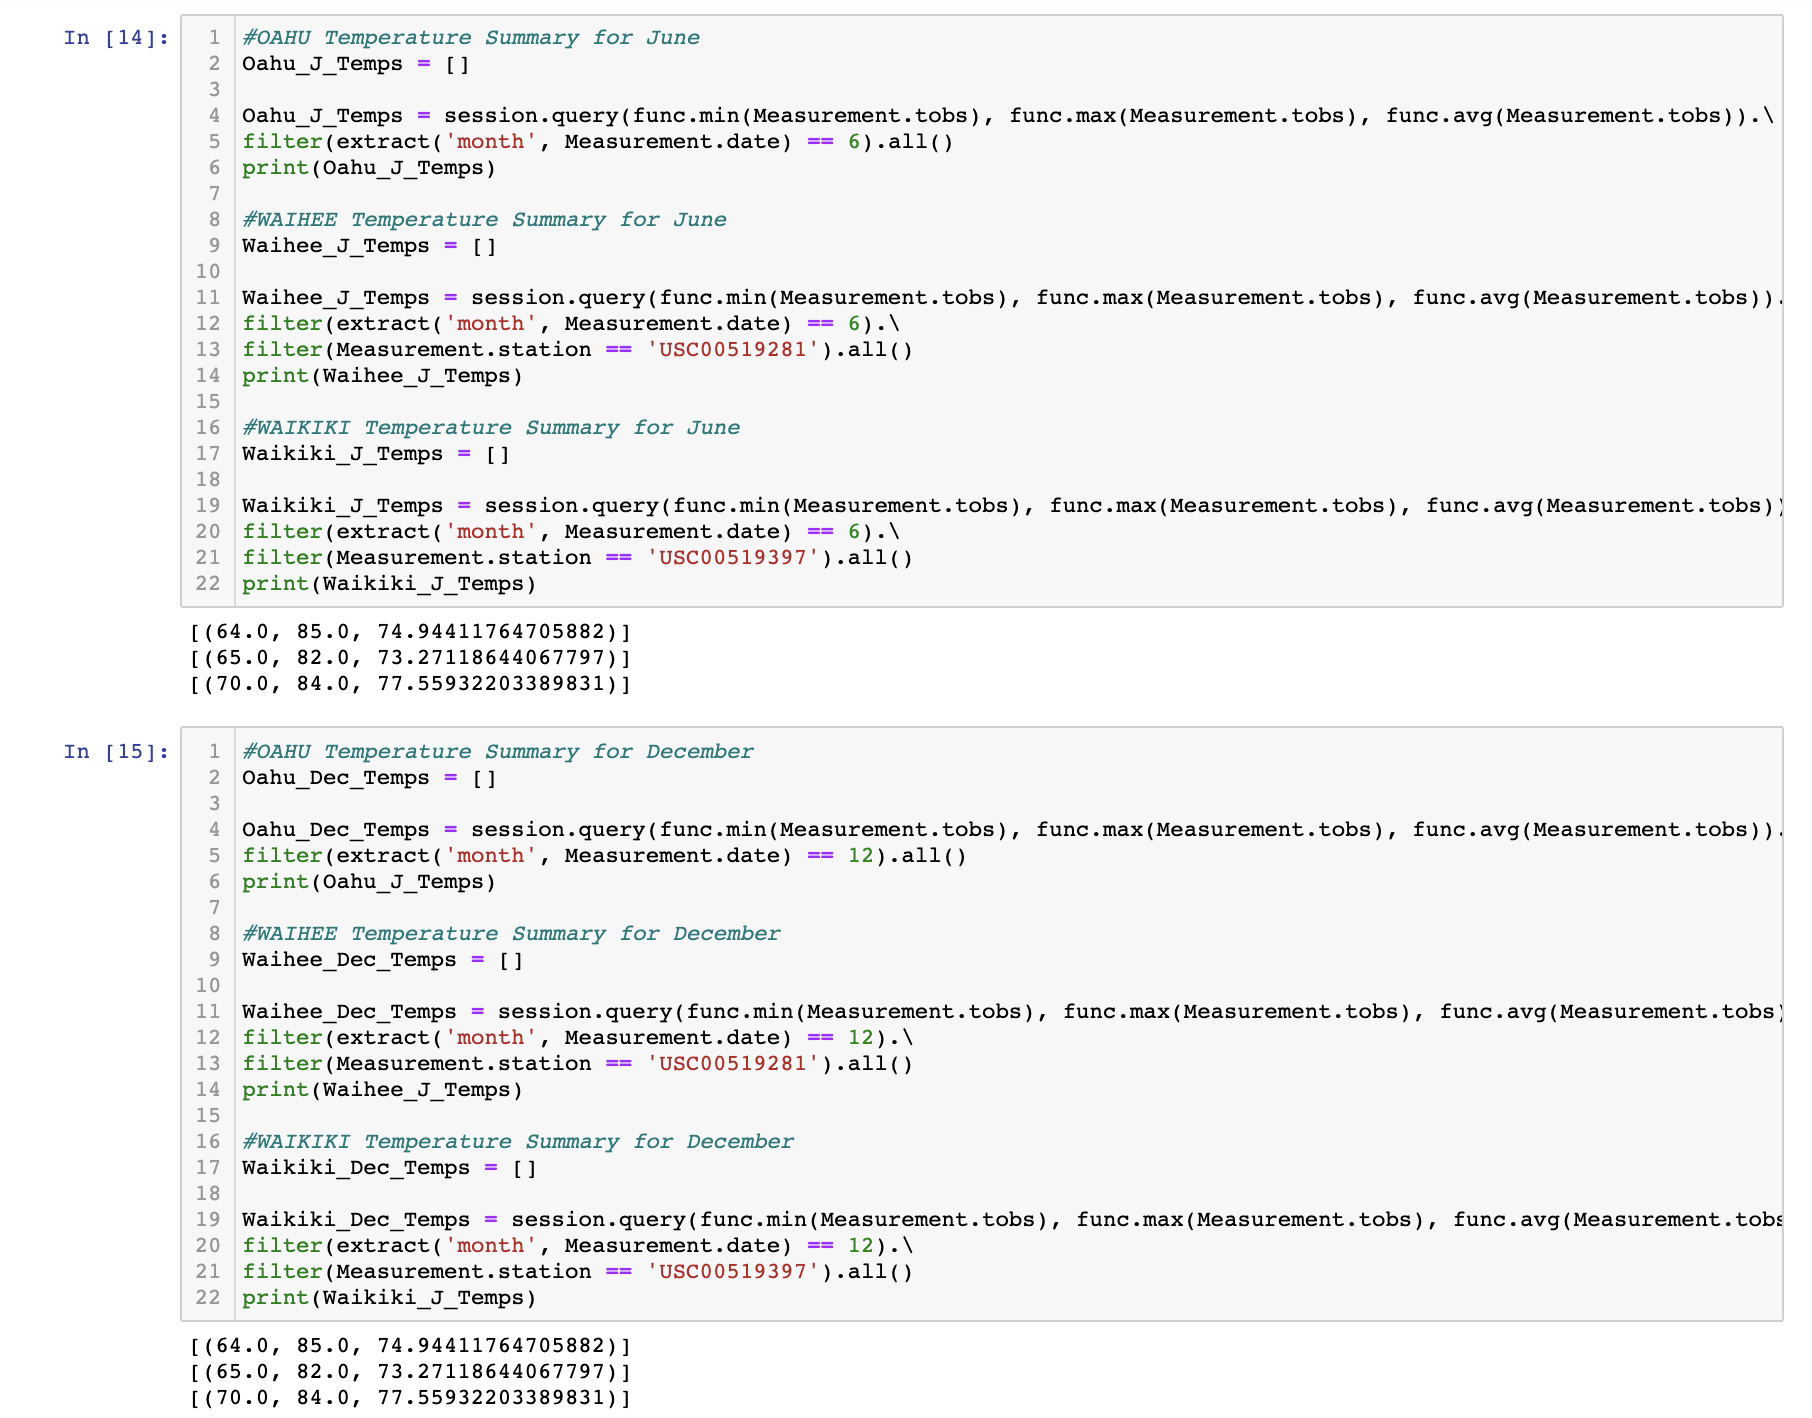 In [14]:
1 #OAHU Temperature Summary for June
2 Oahu_J_Temps = []
3
4 Oahu_J_Temps = session.query(func.min(Measurement.tobs), func.max(Measurement.tobs), func.avg(Measurement.tobs)).\
5 filter(extract('month', Measurement.date) == 6).all()
6 print(Oahu_J_Temps)
7
8 #WAIHEE Temperature Summary for June
9 Waihee_J_Temps = []
10
11 Waihee_J_Temps = session.query(func.min(Measurement.tobs), func.max(Measurement.tobs), func.avg(Measurement.tobs)).
12 filter(extract('month', Measurement.date) == 6).\
13 filter(Measurement.station == 'USC00519281').all()
14 print(Waihee_J_Temps)
15
16 #WAIKIKI Temperature Summary for June
17 Waikiki_J_Temps = []
18
19 Waikiki_J_Temps = session.query(func.min(Measurement.tobs), func.max(Measurement.tobs), func.avg(Measurement.tobs))
20 filter(extract('month', Measurement.date) == 6).\
21 filter(Measurement.station == 'USC00519397').all()
22 print(Waikiki_J_Temps)
[(64.0, 85.0, 74.94411764705882)]
[(65.0, 82.0, 73.27118644067797)]
[(70.0, 84.0, 77.55932203389831)]
In [15]:
1 #OAHU Temperature Summary for December
2 Oahu_Dec_Temps = []
3
4 Oahu_Dec_Temps = session.query(func.min(Measurement.tobs), func.max(Measurement.tobs), func.avg(Measurement.tobs)).
5 filter(extract('month', Measurement.date) == 12).all()
6 print(Oahu_J_Temps)
7
8 #WAIHEE Temperature Summary for December
9 Waihee_Dec_Temps = []
10
11 Waihee_Dec_Temps = session.query(func.min(Measurement.tobs), func.max(Measurement.tobs), func.avg(Measurement.tobs)
12 filter(extract('month', Measurement.date) == 12).\
13 filter(Measurement.station == 'USC00519281').all()
14 print(Waihee_J_Temps)
15
16 #WAIKIKI Temperature Summary for December
17 Waikiki_Dec_Temps = []
18
19 Waikiki_Dec_Temps = session.query(func.min(Measurement.tobs), func.max(Measurement.tobs), func.avg(Measurement.tobs
20 filter(extract('month', Measurement.date) == 12).\
21 filter(Measurement.station == 'USC00519397').all()
22 print(Waikiki_J_Temps)
[(64.0, 85.0, 74.94411764705882)]
[(65.0, 82.0, 73.27118644067797)]
[(70.0, 84.0, 77.55932203389831)]